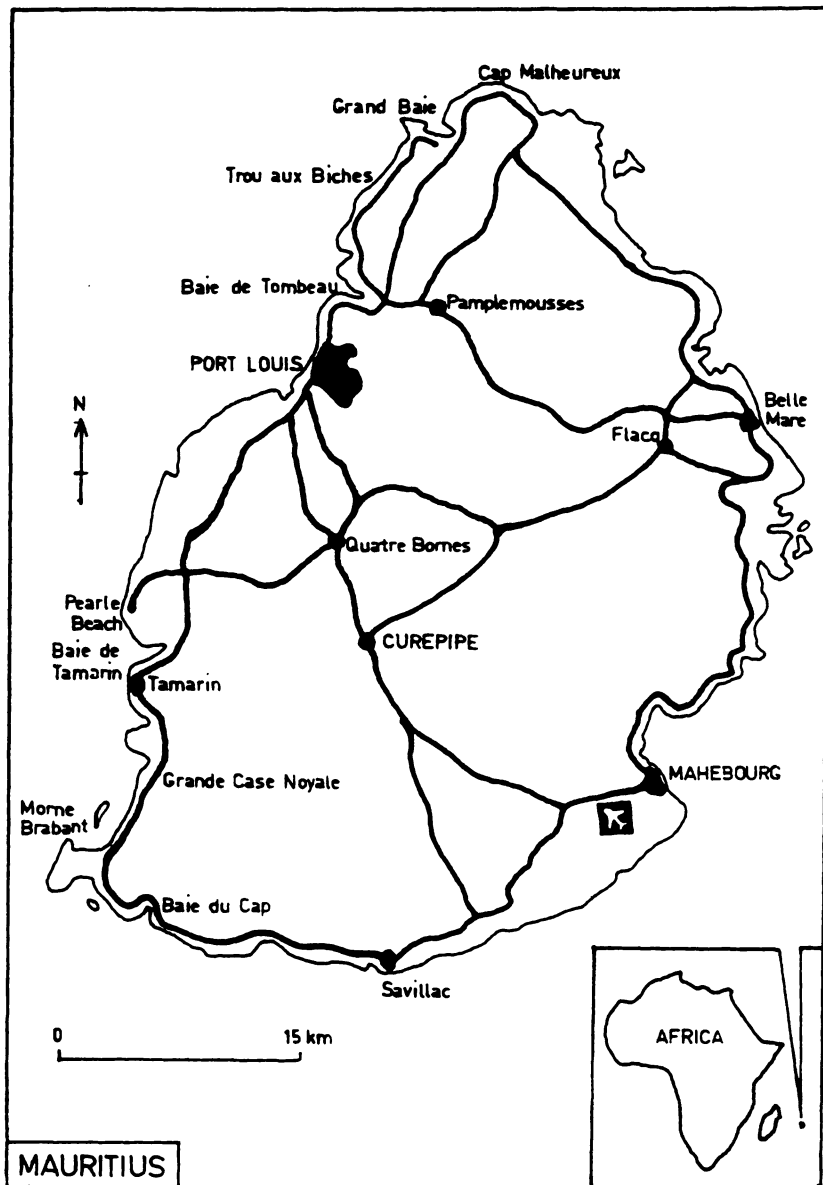 Cap Malheureux
Grand Baie
Trou aux Biches
Baie de Tombeau
Pamplemousses
PORT LOUIS
N
Belle
Mare
Flacq
Quatre Bornes
Pearle
Beach
CUREPIPE
Baie de
Tamarin
Tamarin
MAHEBOURG
Grande Case Noyale
Morne
Brabant
Baie du Cap
Savillac
0 15 km
AFRICA
MAURITIUS